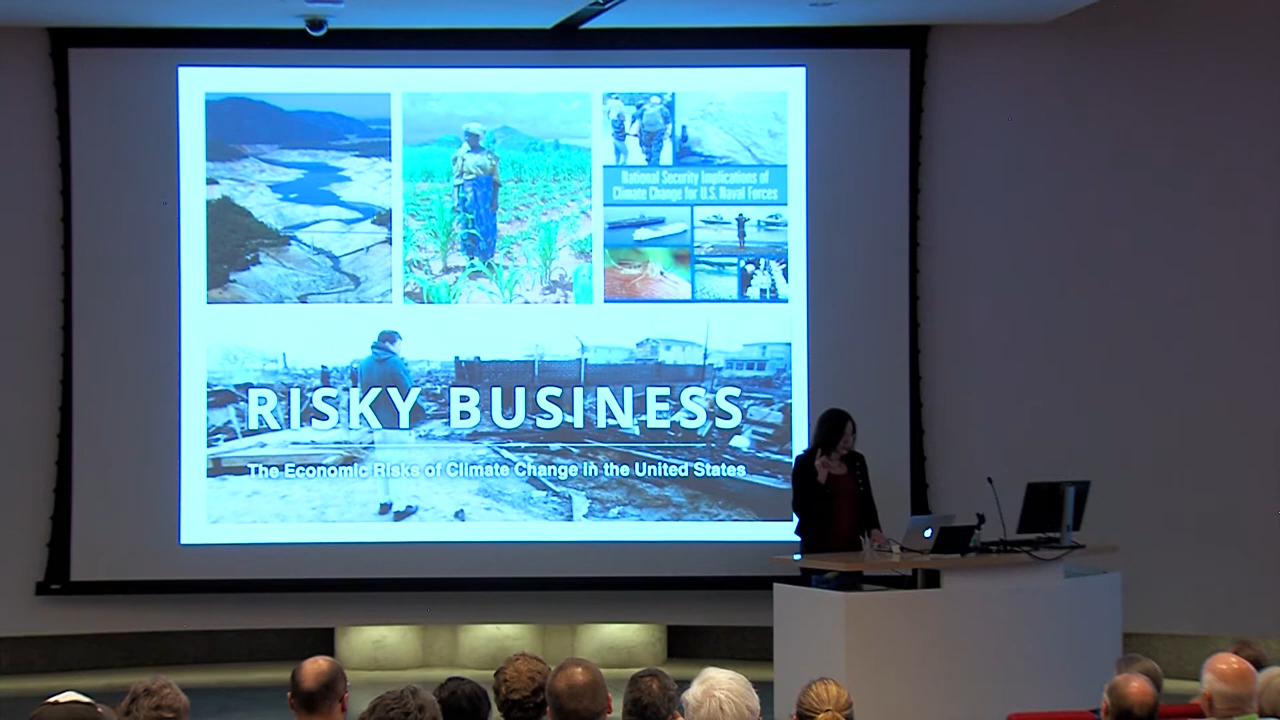 National Security Implications of
Climate Change for U.S. Naval Forces
RISKY BUSINESS
The Economic Risks of Climate Change in the United States